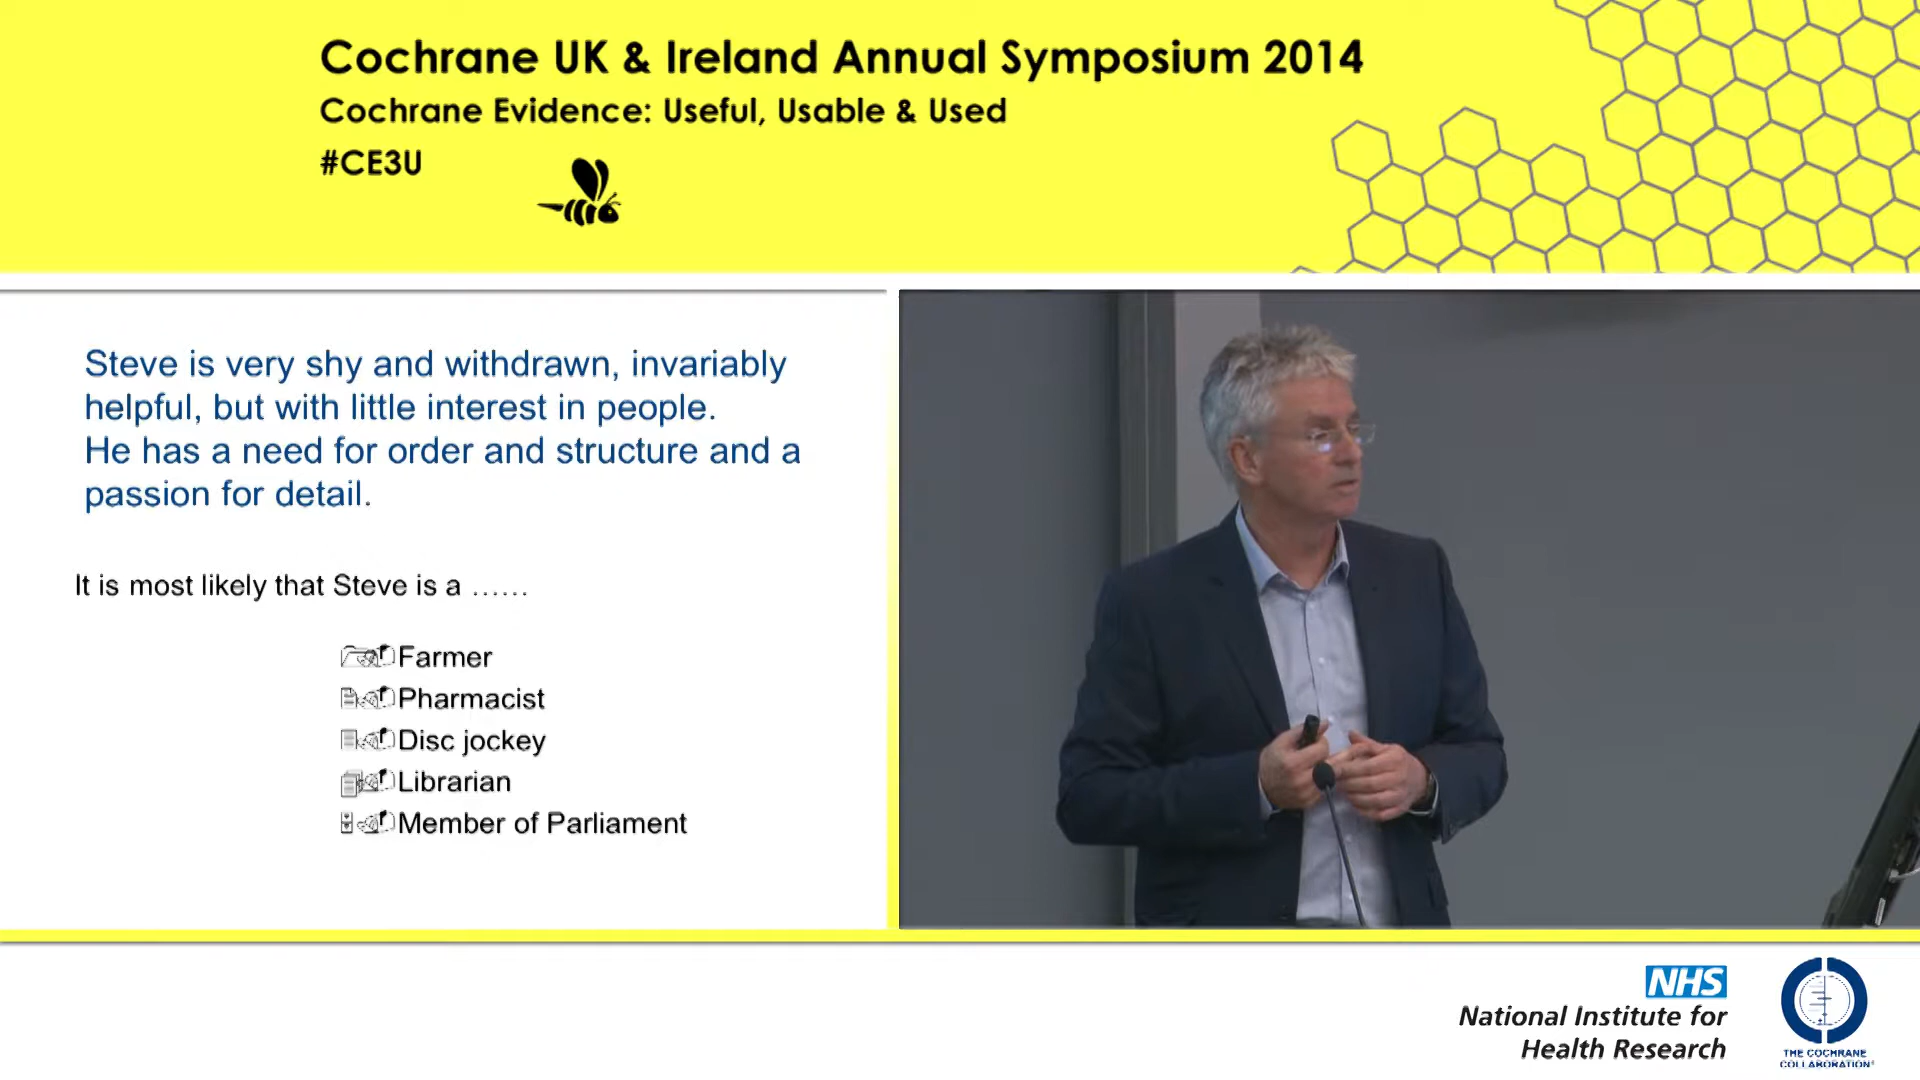 Cochrane UK & Ireland Annual Symposium 2014
Cochrane Evidence: Useful, Usable & Used
#CE3U
Steve is very shy and withdrawn, invariably
helpful, but with little interest in people.
He has a need for order and structure and a
passion for detail.
It is most likely that Steve is a ……
Farmer
Pharmacist
Disc jockey
Librarian
Member of Parliament
NHS
National Institute for
Health Research
THE COCHRANE
COLLABORATION®